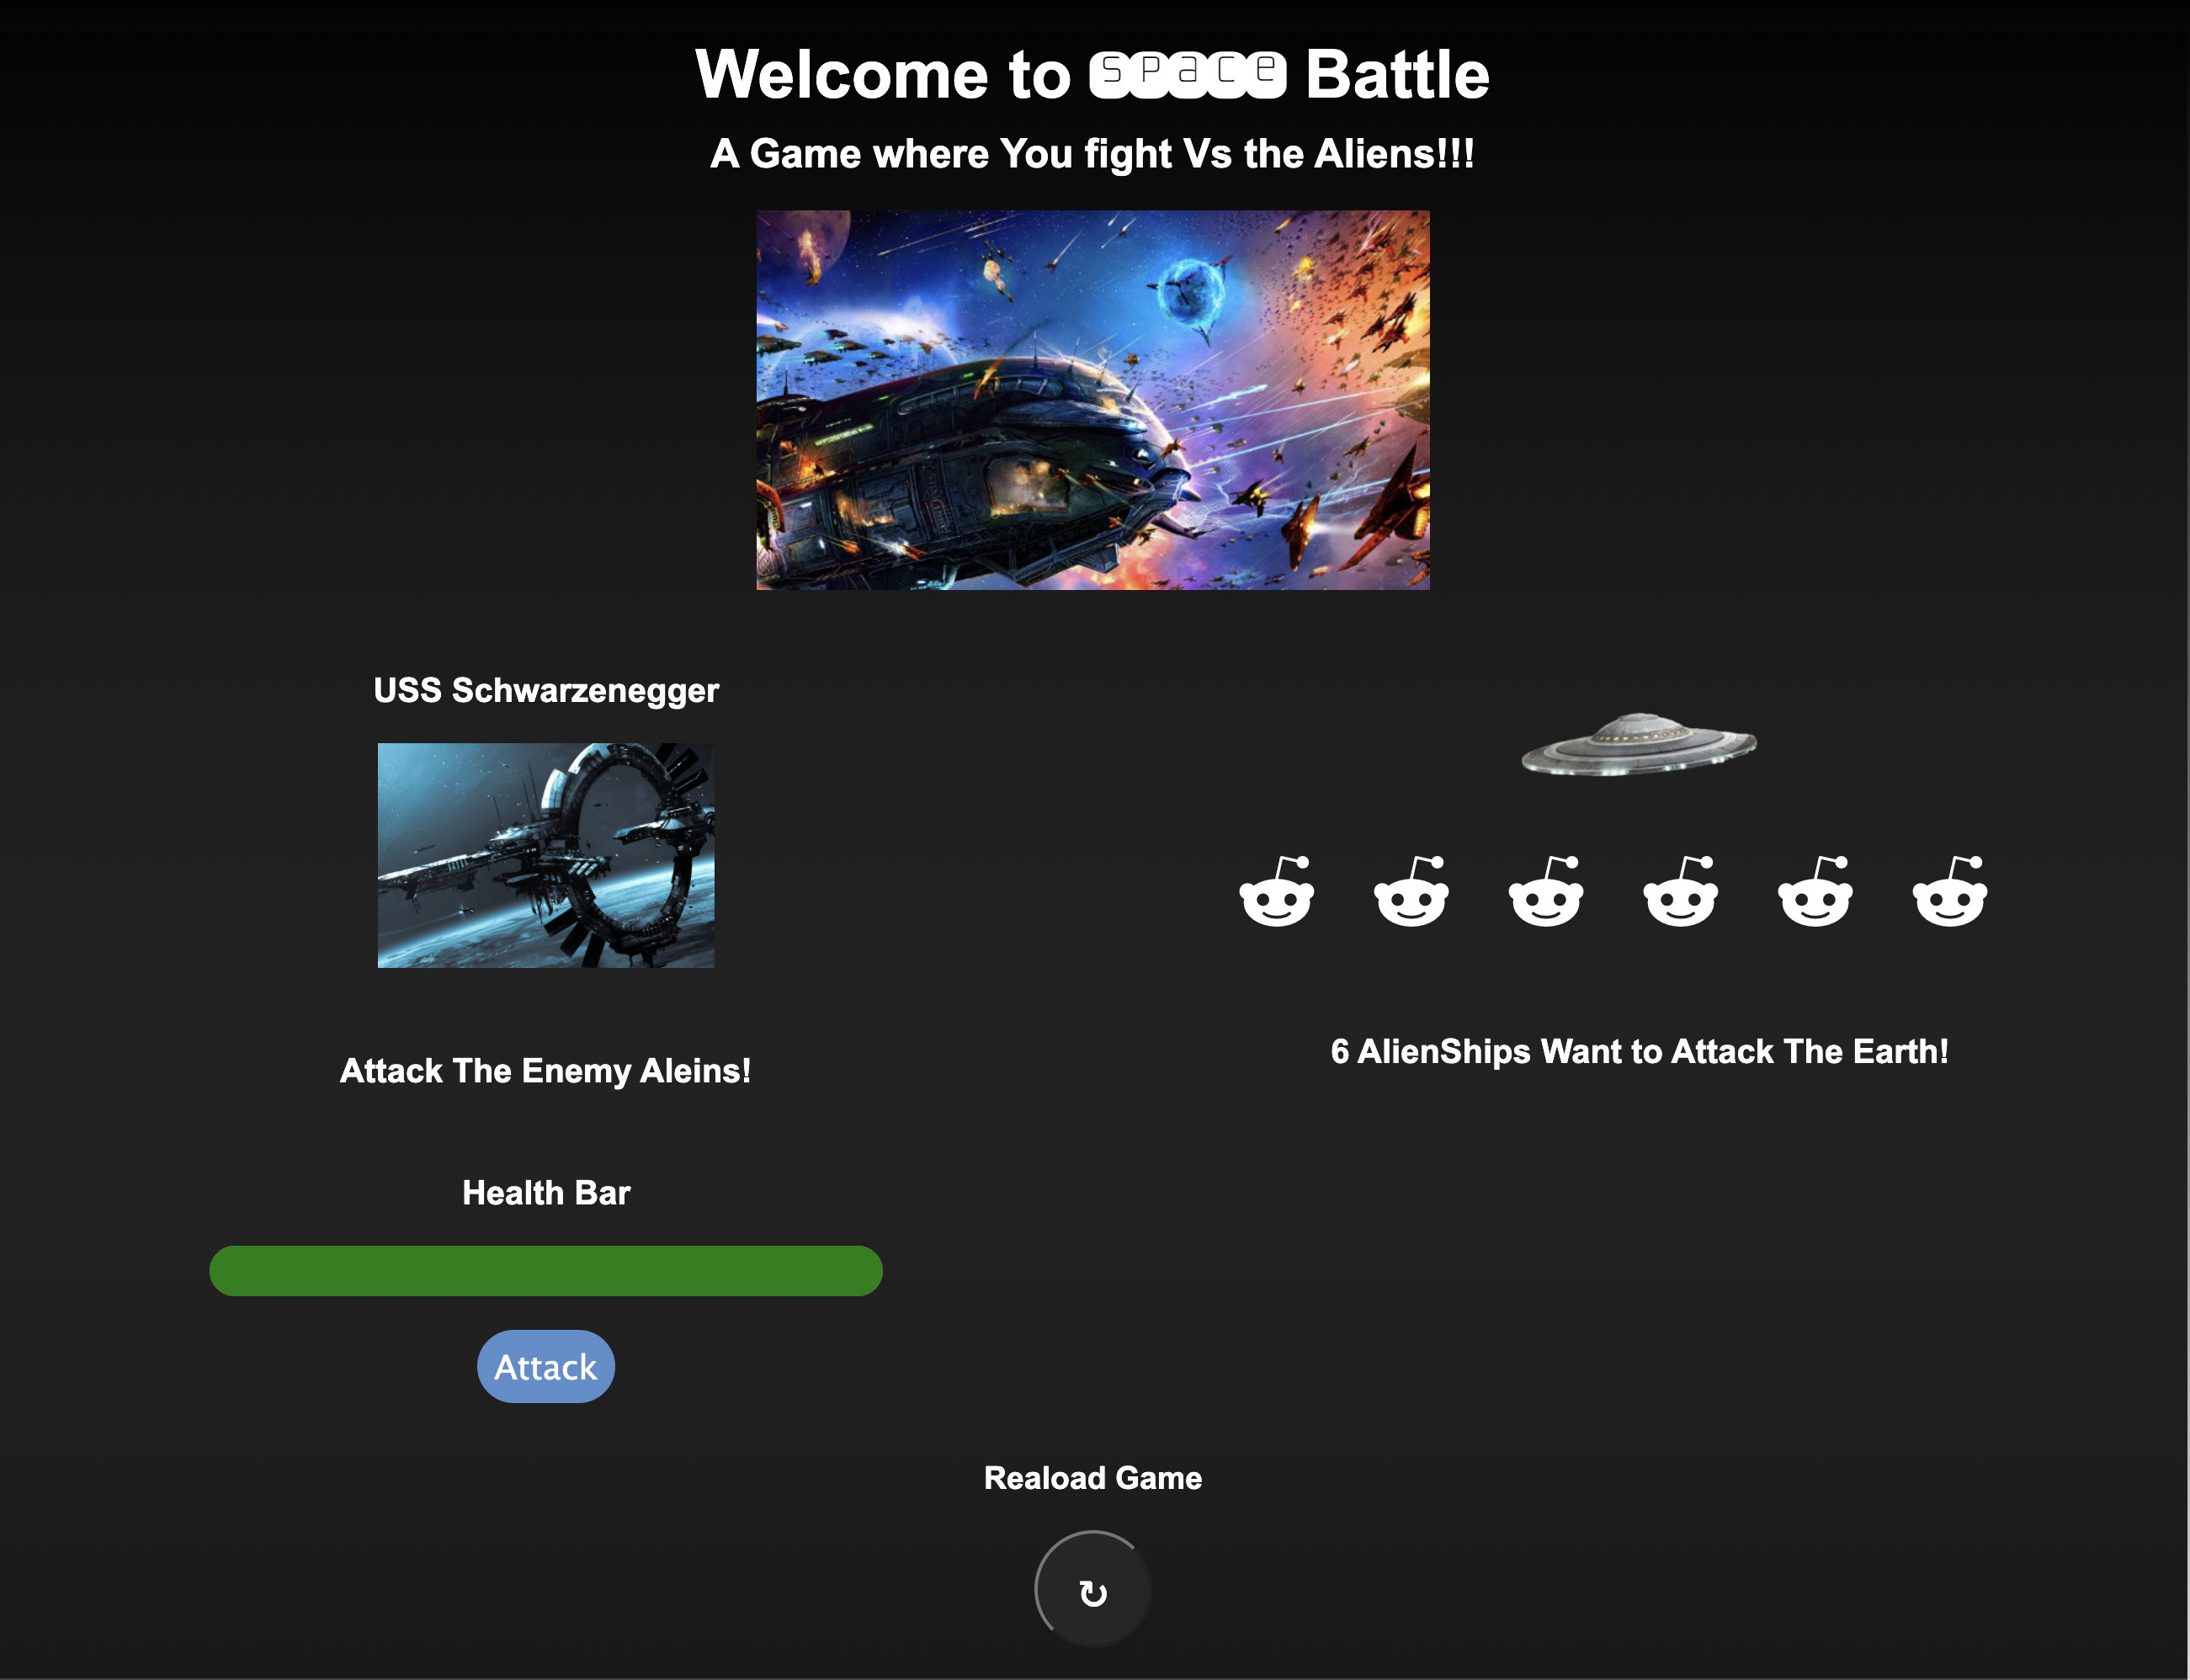 Welcome to space Battle
A Game where You fight Vs the Aliens!!!
USS Schwarzenegger
Attack The Enemy Aleins!
6 AlienShips Want to Attack The Earth!
Health Bar
Attack
Reaload Game